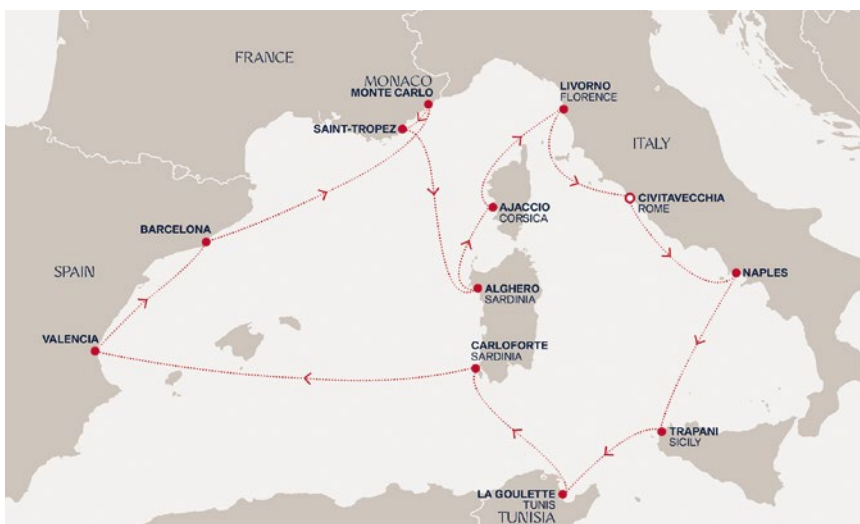 FRANCE
MONACO
MONTE CARLO
SAINT-TROPEZ
LIVORNO
FLORENCE
ITALY
CIVITAVECCHIA
ROME
AJACCIO
CORSICA
BARCELONA
SPAIN
NAPLES
ALGHERO
SARDINIA
VALENCIA
CARLOFORTE
SARDINIA
TRAPANI
SICILY
LA GOULETTE
TUNIS
TUNISIA